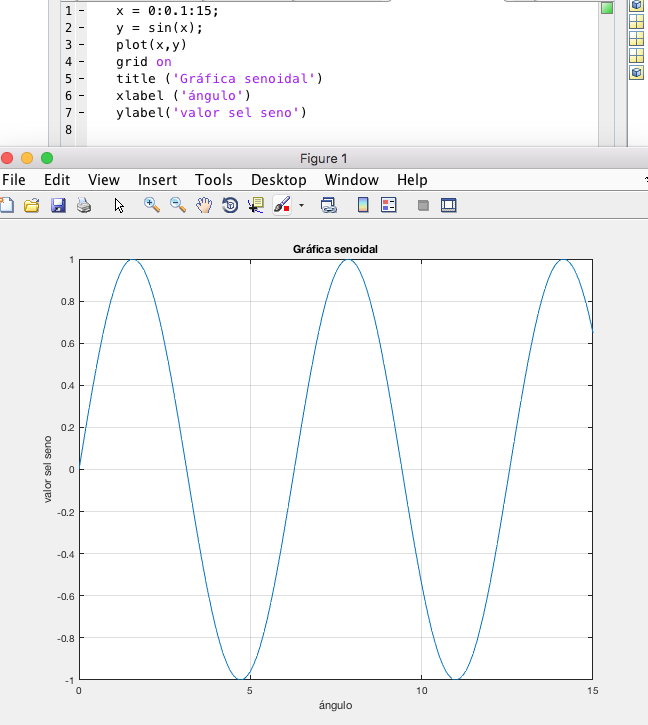 1 - x = 0:0.1:15;
2 - y = sin(x);
3 - plot(x,y)
4 - grid on
5 - title ('Gráfica senoidal')
6 - xlabel ('ángulo')
7 - ylabel('valor sel seno')
8
Figure 1
File Edit View Insert Tools Desktop Window Help
Gráfica senoidal
1
0.8
0.6
0.4
0.2
0
-0.2
-0.4
-0.6
-0.8
-1
valor sel seno
0 5 10 15
ángulo